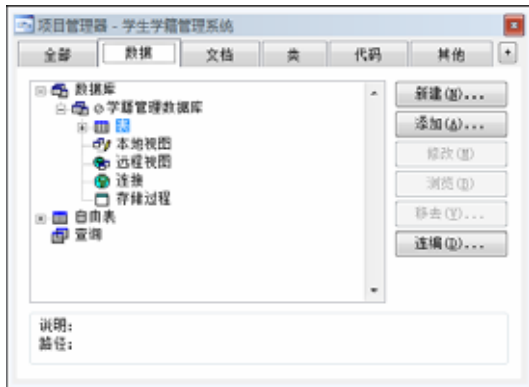 项目管理器 - 学生学籍管理系统
全部 数据 文档 类 代码 其他
数据库
学籍管理数据库
表
本地视图
远程视图
连接
存储过程
自由表
查询
新建(N)...
添加(A)...
修改(M)
浏览(D)
移去(V)...
连编(D)...
说明:
路径: